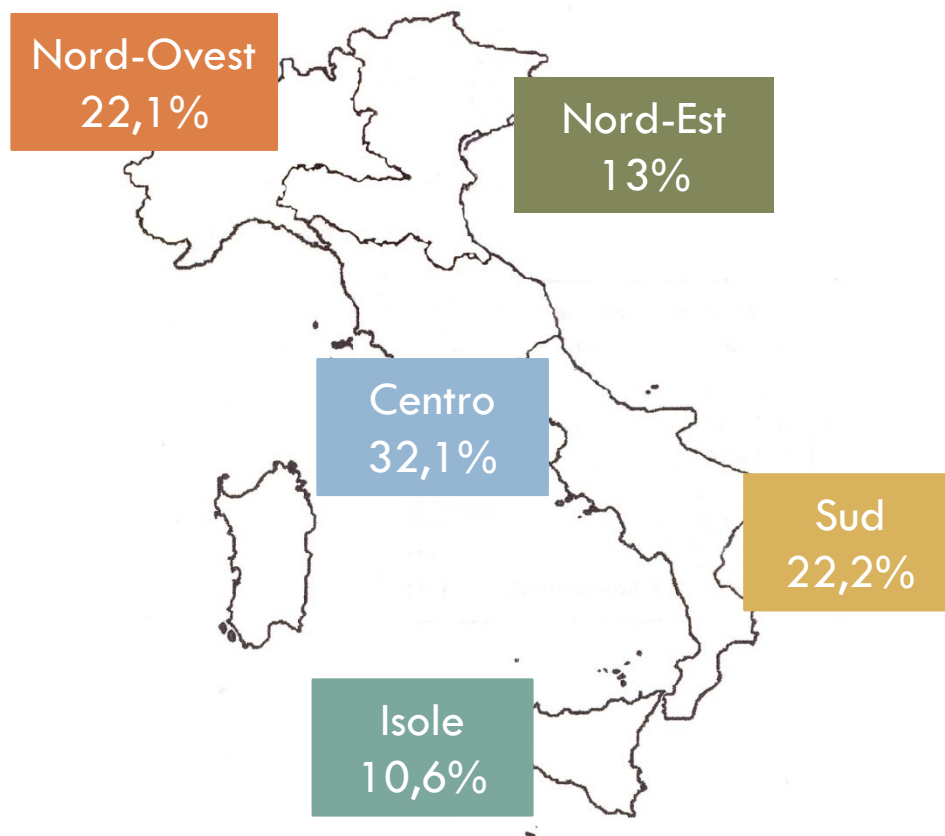 Nord-Ovest
22,1%
Nord-Est
13%
Centro
32,1%
Sud
22,2%
Isole
10,6%